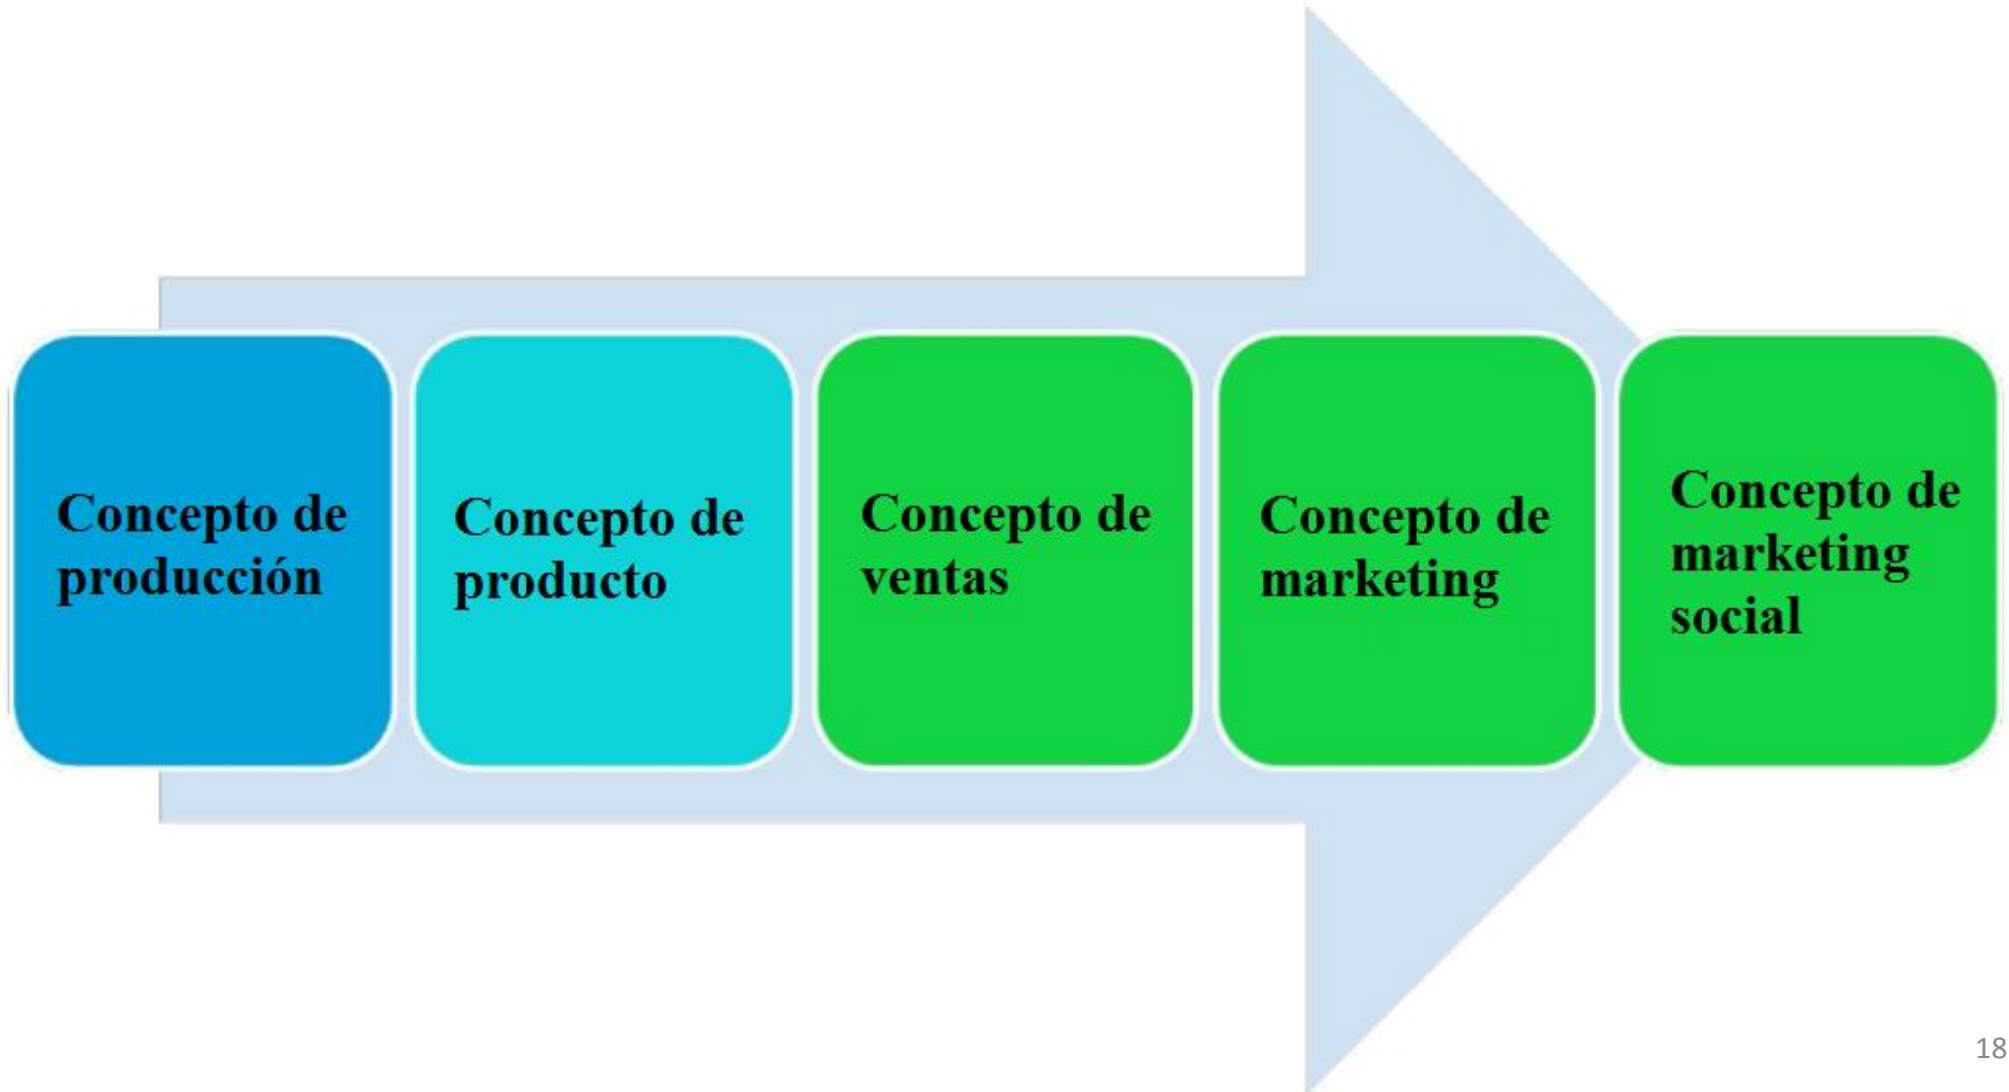 Concepto de
producción
Concepto de
producto
Concepto de
ventas
Concepto de
marketing
Concepto de
marketing
social
18